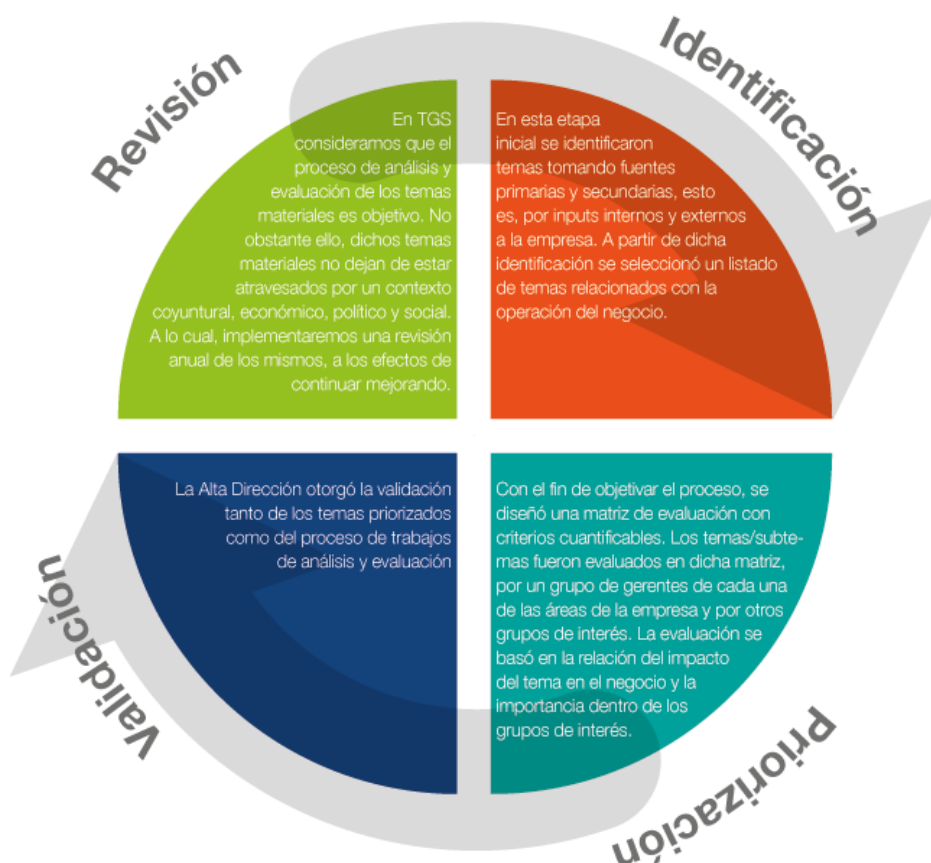 Identificación
En esta etapa
inicial se identificaron
temas tomando fuentes
primarias y secundarias, esto
es, por inputs internos y externos
a la empresa. A partir de dicha
identificación se seleccionó un listado
de temas relacionados con la
operación del negocio.
Priorización
Con el fin de objetivar el proceso, se
diseñó una matriz de evaluación con
criterios cuantificables. Los temas/subte-
mas fueron evaluados en dicha matriz,
por un grupo de gerentes de cada una
de las áreas de la empresa y por otros
grupos de interés. La evaluación se
basó en la relación del impacto
del tema en el negocio y la
importancia dentro de los
grupos de interés.
Validación
La Alta Dirección otorgó la validación
tanto de los temas priorizados
como del proceso de trabajos
de análisis y evaluación
Revisión
En TGS
consideramos que el
proceso de análisis y
evaluación de los temas
materiales es objetivo. No
obstante ello, dichos temas
materiales no dejan de estar
atravesados por un contexto
coyuntural, económico, político y social.
A lo cual, implementaremos una revisión
anual de los mismos, a los efectos de
continuar mejorando.